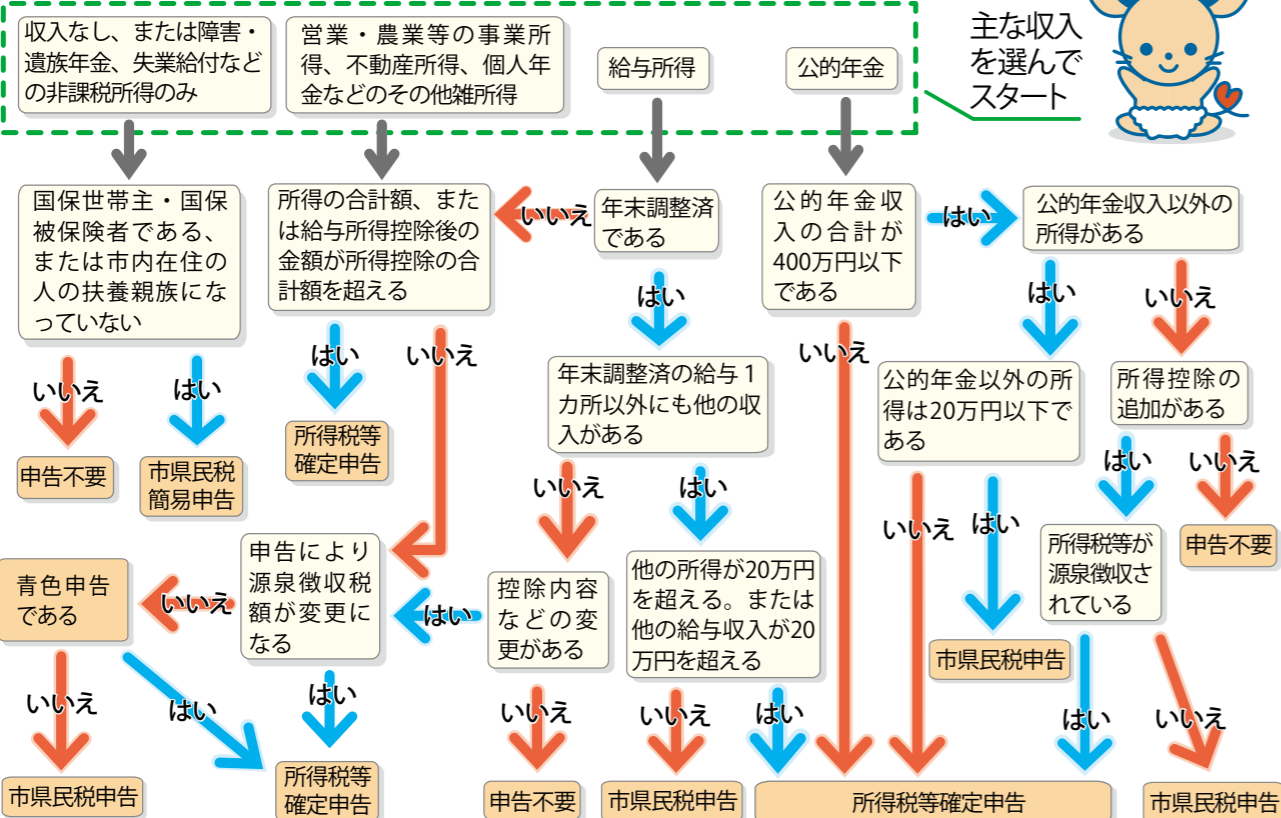 収入なし、または障害・
遺族年金、失業給付など
の非課税所得のみ
営業・農業等の事業所
得、不動産所得、個人年
金などのその他雑所得
給与所得
公的年金
主な収入
を選んで
スタート
国保世帯主・国保
被保険者である、
または市内在住の
人の扶養親族にな
っていない
所得の合計額、また
は給与所得控除後の
金額が所得控除の合
計額を超える
いいえ
年末調整済
である
公的年金収
入の合計が
400万円以下
である
はい
公的年金収入以外の
所得がある
はい
はい
いいえ
いいえ
はい
はい
いいえ
いいえ
年末調整済の給与1
カ所以外にも他の収
入がある
公的年金以外の所
得は20万円以下で
ある
所得控除の
追加がある
申告不要
市県民税
簡易申告
所得税等
確定申告
いいえ
はい
いいえ
はい
はい
いいえ
青色申告
である
いいえ
申告により
源泉徴収税
額が変更に
なる
はい
控除内容
などの変
更がある
他の所得が20万円
を超える。または
他の給与収入が20
万円を超える
市県民税申告
所得税等が
源泉徴収さ
れている
申告不要
いいえ
はい
はい
いいえ
いいえ
はい
はい
いいえ
市県民税申告
所得税等
確定申告
申告不要
市県民税申告
所得税等確定申告
市県民税申告